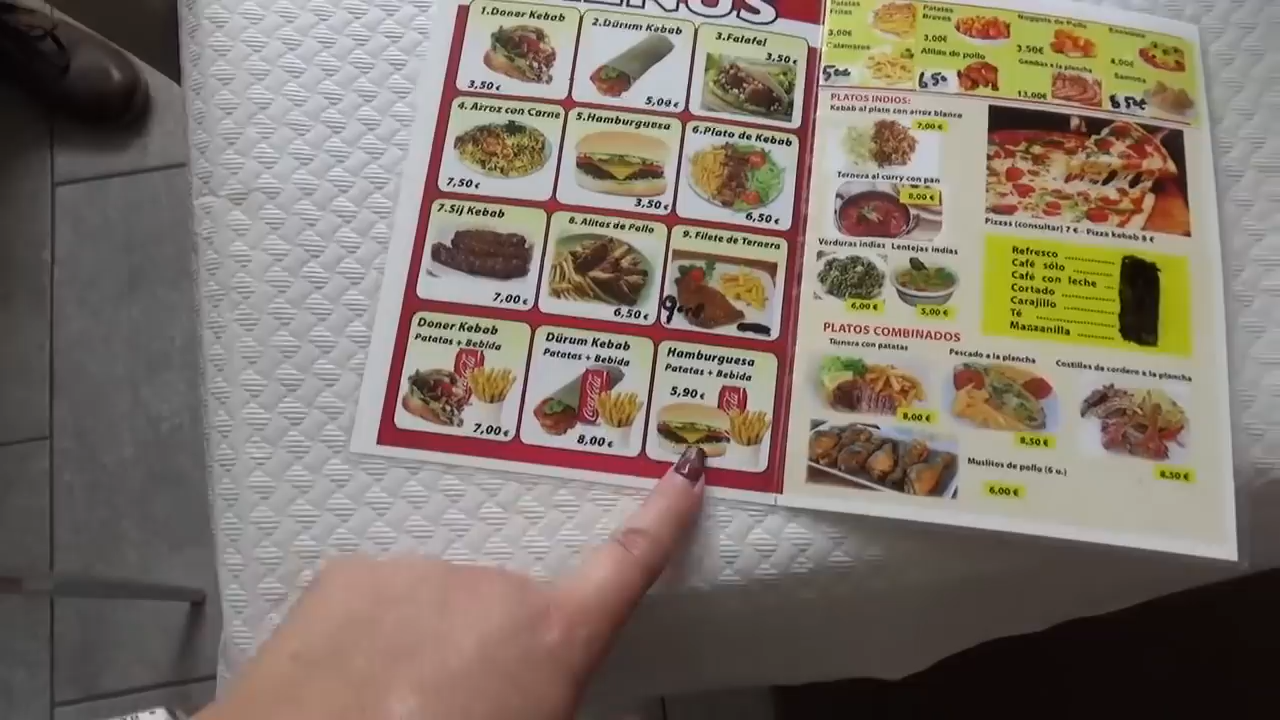 MENUS
1.Doner Kebab
3,50 €
2.Dürum Kebab
5,00 €
3.Falafel
3,50 €
4. Arroz con Carne
7,50 €
5.Hamburguesa
3,50 €
6.Plato de Kebab
6,50 €
7.Sij Kebab
7,00 €
8. Alitas de Pollo
6,50 €
9. Filete de Ternera
Doner Kebab
Patatas + Bebida
7,00 €
Dürum Kebab
Patatas + Bebida
Coca-Cola
8,00 €
Hamburguesa
Patatas + Bebida
5,90 €
Patatas
Fritas
3,00€
Patatas
Bravas
3,00€
Nuggets de Pollo
3,50€
4,00€
Calamares
Alitas de pollo
6,50
Gambas a la plancha
13,00€
Samosa
PLATOS INDIOS:
Kebab al plato con arroz blanco
7,00 €
Ternera al curry con pan
8,00 €
Verduras indias
6,00 €
Lentejas indias
5,00 €
Pizzas (consultar) 7 € - Pizza kebab 8 €
Refresco
Café sólo
Café con leche
Cortado
Carajillo
Té
Manzanilla
PLATOS COMBINADOS
Ternera con patatas
8,00 €
Pescado a la plancha
8,50 €
Costillas de cordero a la plancha
8,50 €
Muslitos de pollo (6 u.)
6,00 €